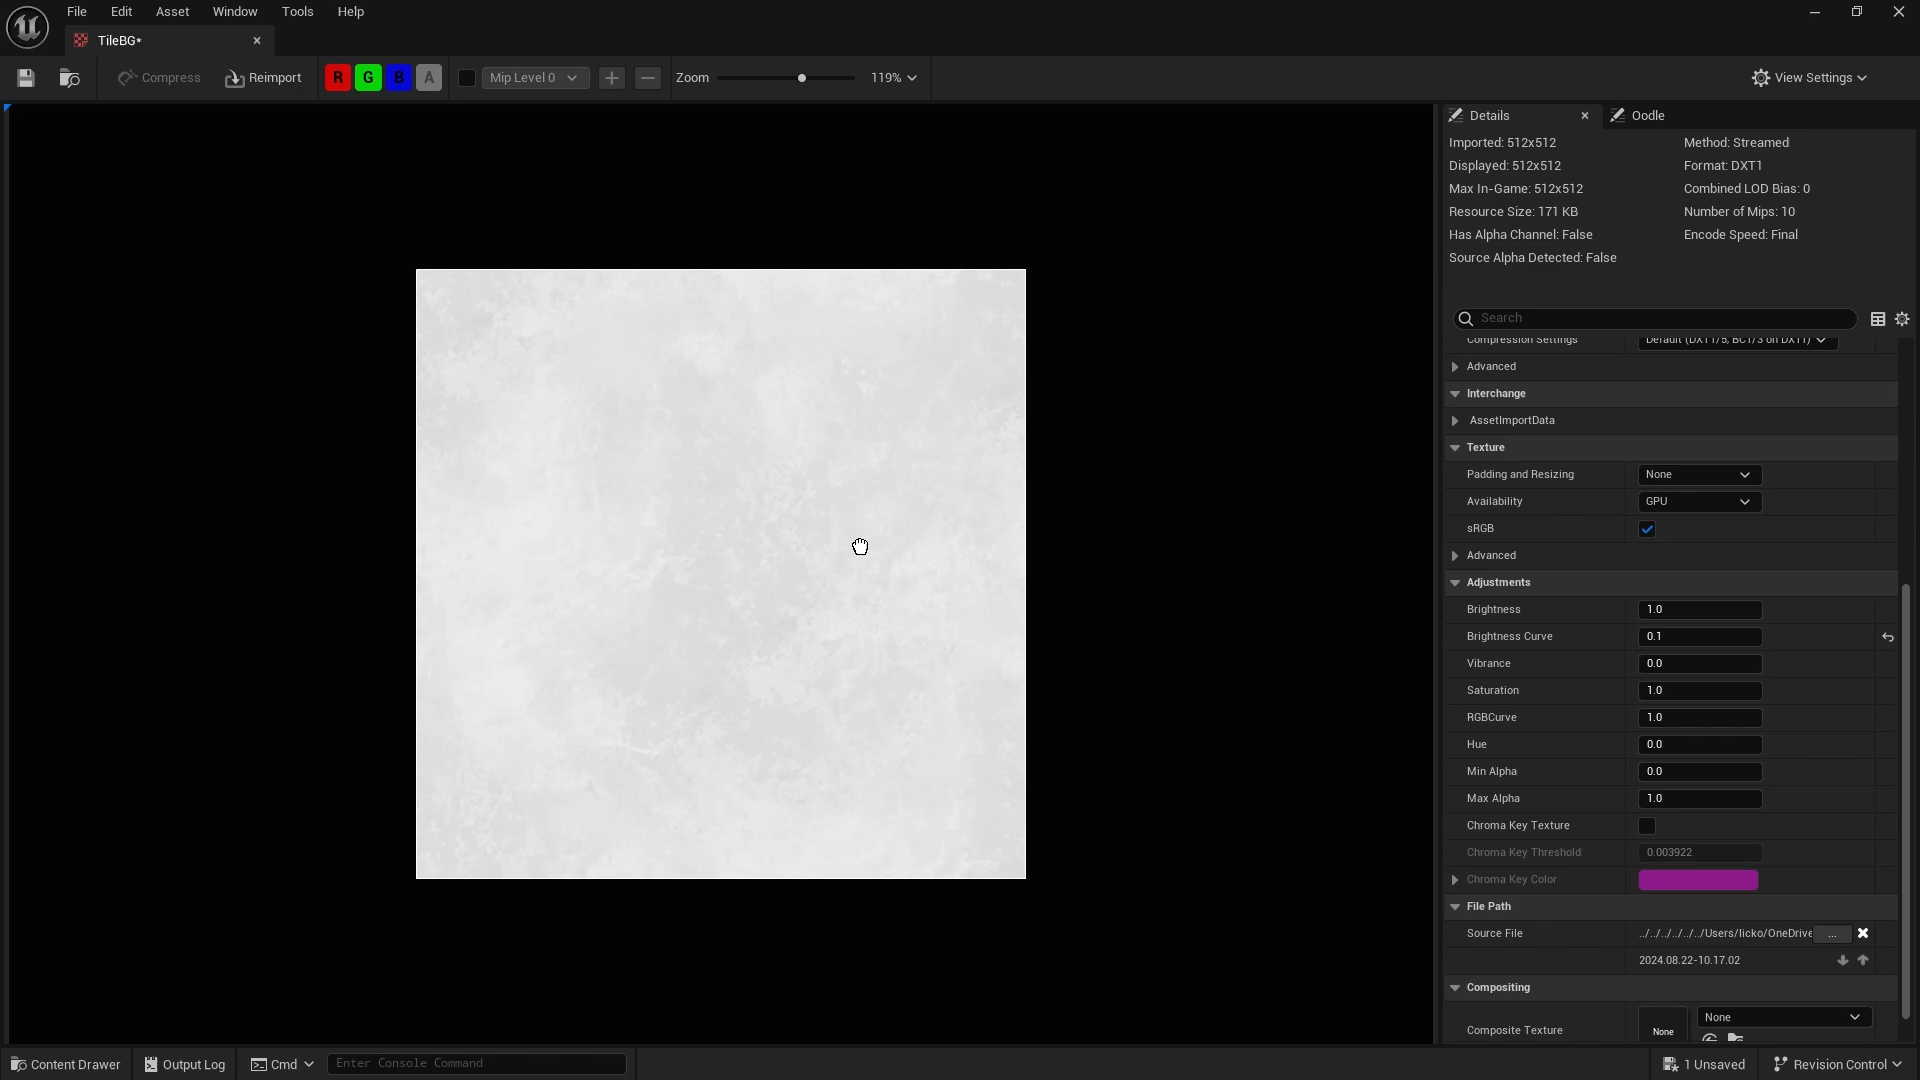 File Edit Asset Window Tools Help
TileBG*
Compress Reimport R G B A Mip Level 0 Zoom 119% View Settings
Details Oodle
Imported: 512x512 Method: Streamed
Displayed: 512x512 Format: DXT1
Max In-Game: 512x512 Combined LOD Bias: 0
Resource Size: 171 KB Number of Mips: 10
Has Alpha Channel: False Encode Speed: Final
Source Alpha Detected: False
Search
Compression Settings Default (DXT1/5, BC1/3 on DX11)
Advanced
Interchange
AssetImportData
Texture
Padding and Resizing None
Availability GPU
sRGB
Advanced
Adjustments
Brightness 1.0
Brightness Curve 0.1
Vibrance 0.0
Saturation 1.0
RGBCurve 1.0
Hue 0.0
Min Alpha 0.0
Max Alpha 1.0
Chroma Key Texture
Chroma Key Threshold 0.003922
Chroma Key Color
File Path
Source File ../../../../../../Users/licko/OneDrive ...
2024.08.22-10.17.02
Compositing
None
Composite Texture None
Content Drawer Output Log Cmd Enter Console Command 1 Unsaved Revision Control